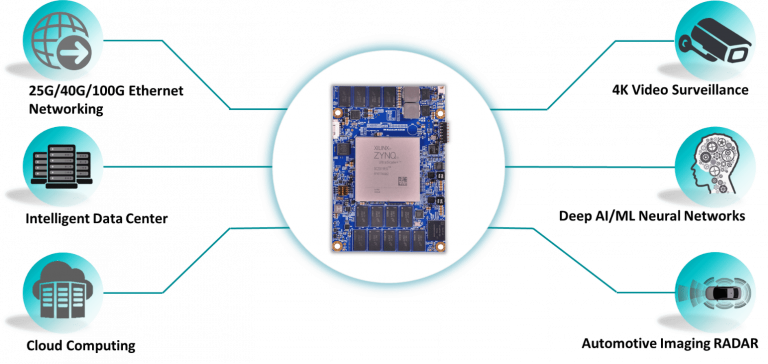 25G/40G/100G Ethernet
Networking
Intelligent Data Center
Cloud Computing
XILINX
ZYNQ
4K Video Surveillance
Deep AI/ML Neural Networks
Automotive Imaging RADAR